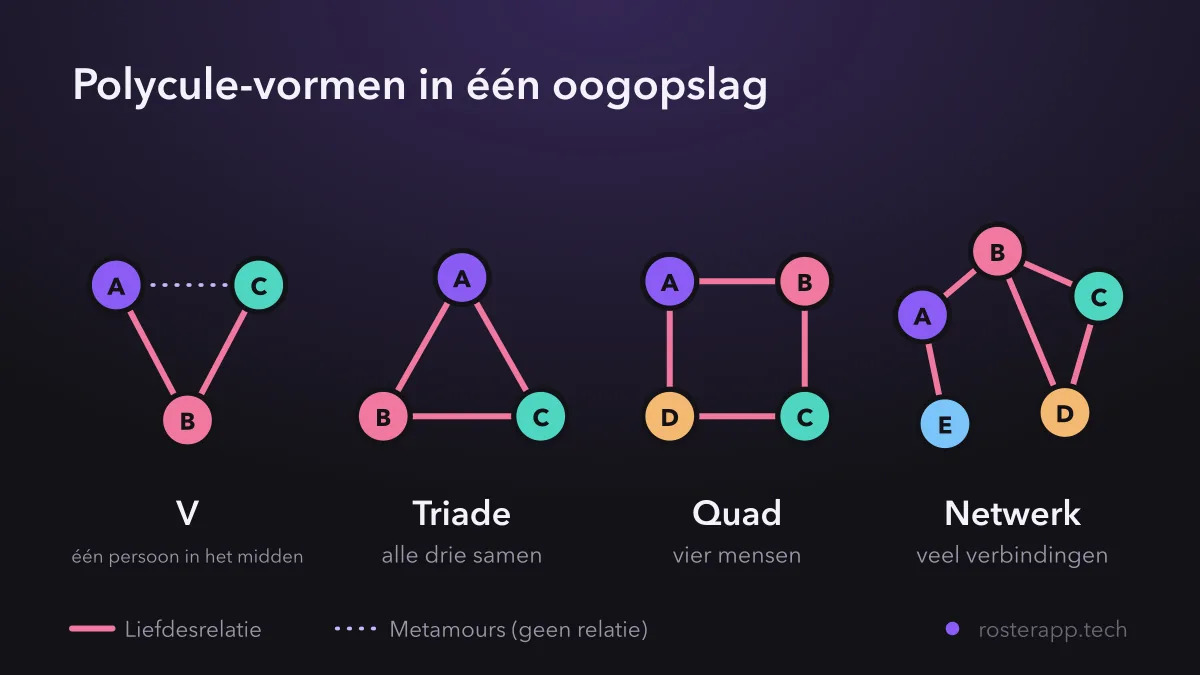 Polycule-vormen in één oogopslag
A
C
B
A
B
C
A
B
D
C
B
C
A
D
E
V
Triade
Quad
Netwerk
één persoon in het midden
alle drie samen
vier mensen
veel verbindingen
Liefdesrelatie
Metamours (geen relatie)
rosterapp.tech